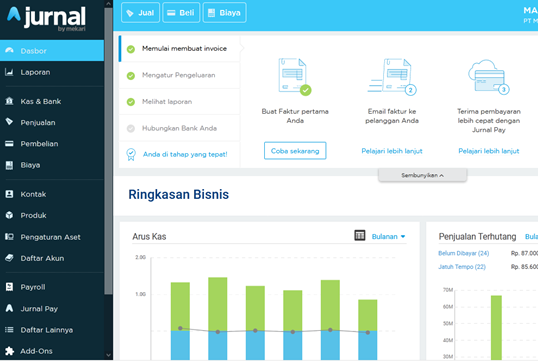 jurnal
by mekari
Dasbor
Laporan
Kas & Bank
Penjualan
Pembelian
Biaya
Kontak
Produk
Pengaturan Aset
Daftar Akun
Payroll
Jurnal Pay
Daftar Lainnya
Add-Ons
Jual
Beli
Biaya
MA
PT M
Memulai membuat invoice
Mengatur Pengeluaran
Melihat laporan
Hubungkan Bank Anda
Anda di tahap yang tepat!
Buat Faktur pertama
Anda
Coba sekarang
2
Email faktur ke
pelanggan Anda
Pelajari lebih lanjut
3
Terima pembayaran
lebih cepat dengan
Jurnal Pay
Pelajari lebih lanjut
Sembunyikan
Ringkasan Bisnis
Arus Kas
Bulanan
2.00
1.00
Penjualan Terhutang
Bula
Belum Dibayar (24) Rp. 87.000
Jatuh Tempo (22) Rp. 85.600
70M
60M
50M
40M
30M